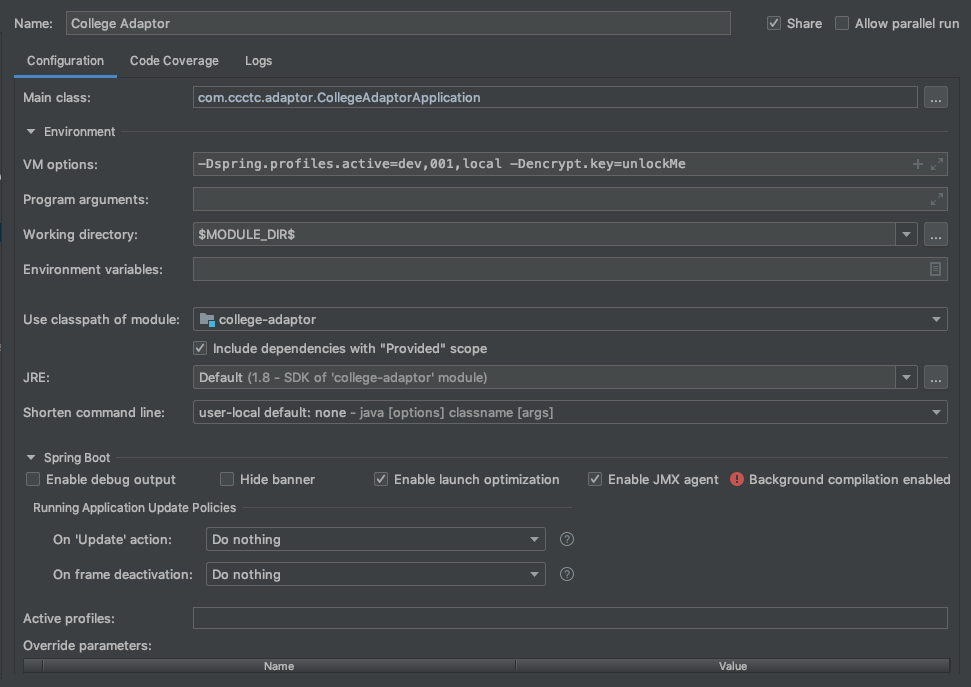 Name: College Adaptor Share Allow parallel run
Configuration Code Coverage Logs
Main class: com.ccctc.adaptor.CollegeAdaptorApplication ...
Environment
VM options: -Dspring.profiles.active=dev,001,local -Dencrypt.key=unlockMe
Program arguments:
Working directory: $MODULE_DIR$ ...
Environment variables:
Use classpath of module: college-adaptor
Include dependencies with "Provided" scope
JRE: Default (1.8 - SDK of 'college-adaptor' module) ...
Shorten command line: user-local default: none - java [options] classname [args]
Spring Boot
Enable debug output Hide banner Enable launch optimization Enable JMX agent Background compilation enabled
Running Application Update Policies
On 'Update' action: Do nothing ?
On frame deactivation: Do nothing ?
Active profiles:
Override parameters:
Name Value